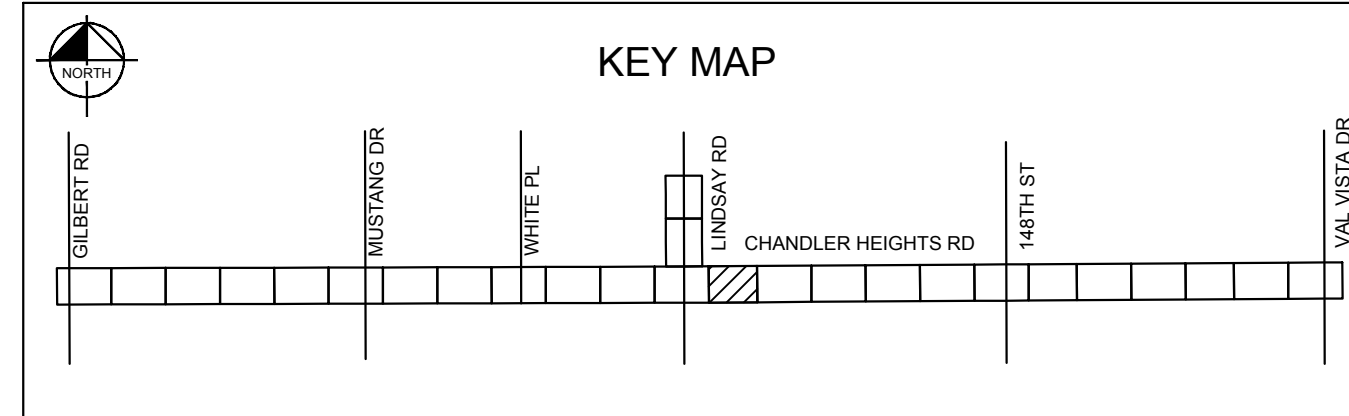 KEY MAP
NORTH
GILBERT RD
MUSTANG DR
WHITE PL
LINDSAY RD
CHANDLER HEIGHTS RD
148TH ST
VAL VISTA DR